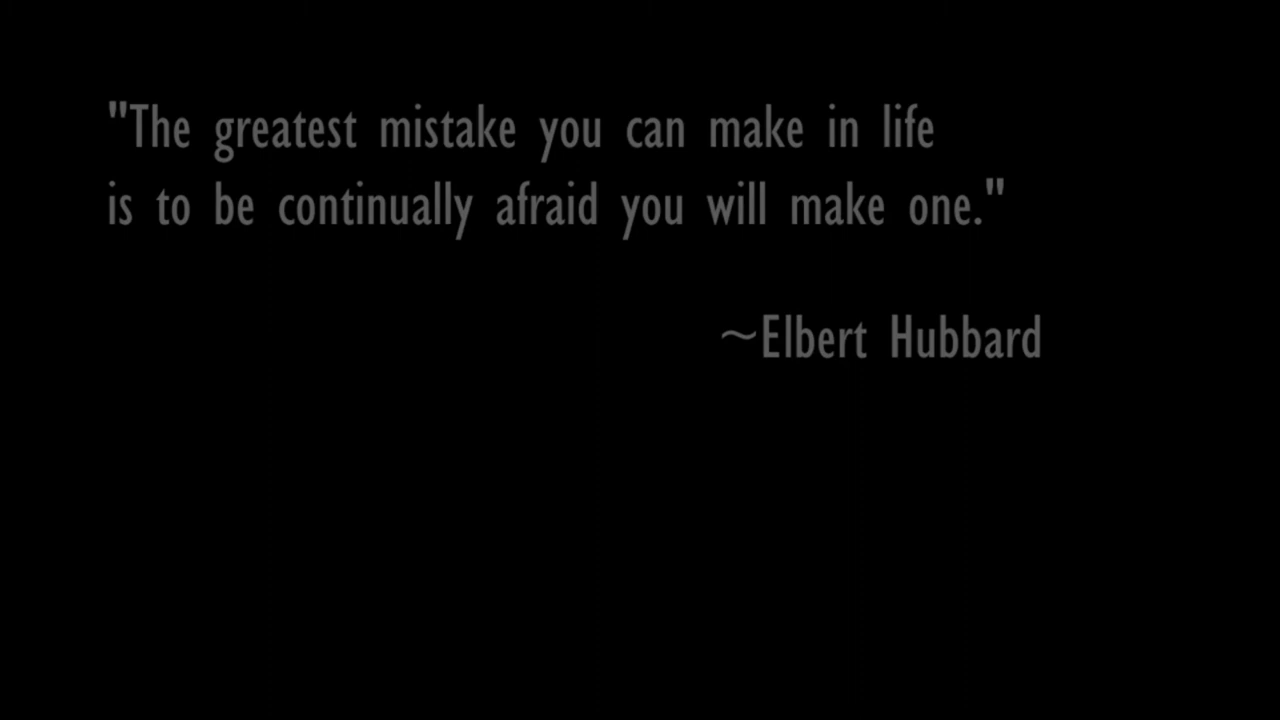 "The greatest mistake you can make in life
is to be continually afraid you will make one."
~Elbert Hubbard